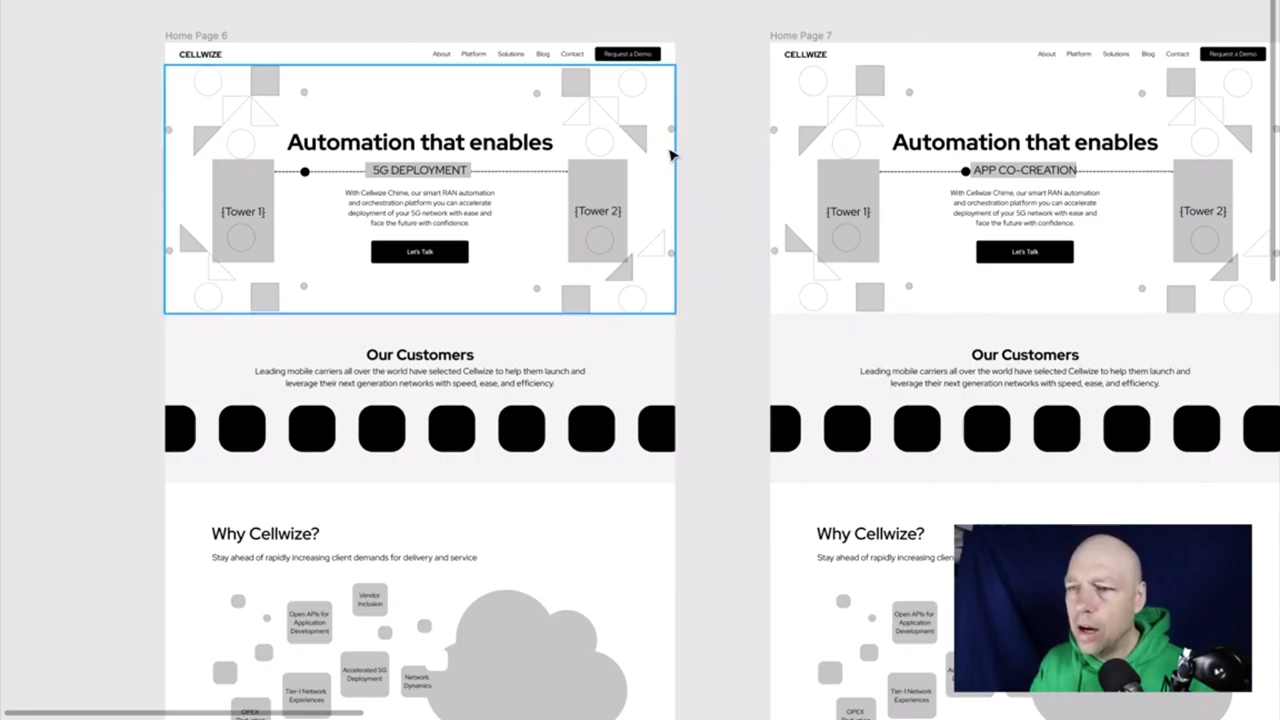 Home Page 6
CELLWIZE
About Platform Solutions Blog Contact Request a Demo
Automation that enables
5G DEPLOYMENT
With Cellwize Chime, our smart RAN automation
and orchestration platform you can accelerate
deployment of your 5G network with ease and
face the future with confidence.
{Tower 1}
{Tower 2}
Let's Talk
Our Customers
Leading mobile carriers all over the world have selected Cellwize to help them launch and
leverage their next generation networks with speed, ease, and efficiency.
Why Cellwize?
Stay ahead of rapidly increasing client demands for delivery and service
Vendor
Inclusion
Open APIs for
Application
Development
Accelerated 5G
Deployment
Network
Dynamics
Tier-1 Network
Experiences
OPEX
Home Page 7
CELLWIZE
About Platform Solutions Blog Contact Request a Demo
Automation that enables
APP CO-CREATION
With Cellwize Chime, our smart RAN automation
and orchestration platform you can accelerate
deployment of your 5G network with ease and
face the future with confidence.
{Tower 1}
{Tower 2}
Let's Talk
Our Customers
Leading mobile carriers all over the world have selected Cellwize to help them launch and
leverage their next generation networks with speed, ease, and efficiency.
Why Cellwize?
Stay ahead of rapidly increasing clien
Open APIs for
Application
Development
Tier-1 Network
Experiences
OPEX